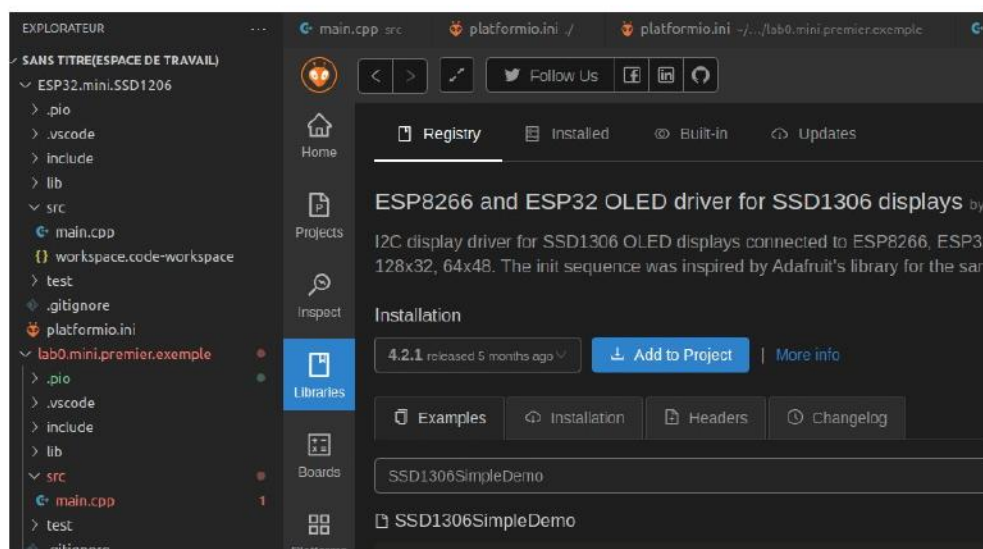 EXPLORATEUR ...
SANS TITRE(ESPACE DE TRAVAIL)
ESP32.mini.SSD1206
.pio
.vscode
include
lib
src
main.cpp
workspace.code-workspace
test
.gitignore
platformio.ini
lab0.mini.premier.exemple
.pio
.vscode
include
lib
src
main.cpp 1
test
.gitignore
main.cpp src
platformio.ini ./
platformio.ini ~/.../lab0.mini.premier.exemple
Follow Us
Home
Projects
Inspect
Libraries
Boards
Registry Installed Built-in Updates
ESP8266 and ESP32 OLED driver for SSD1306 displays by
I2C display driver for SSD1306 OLED displays connected to ESP8266, ESP3
128x32, 64x48. The init sequence was inspired by Adafruit's library for the sa
Installation
4.2.1 released 5 months ago Add to Project | More info
Examples Installation Headers Changelog
SSD1306SimpleDemo
SSD1306SimpleDemo